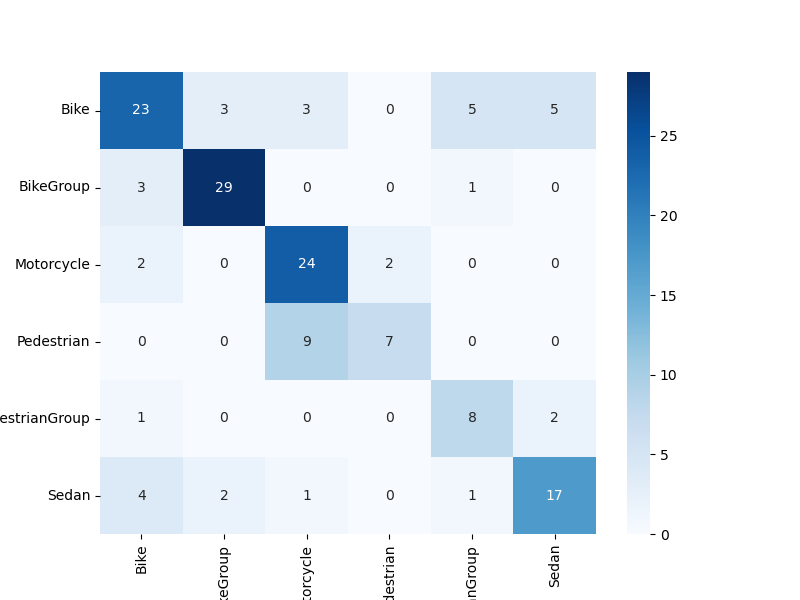 Bike 23 3 3 0 5 5
BikeGroup 3 29 0 0 1 0
Motorcycle 2 0 24 2 0 0
Pedestrian 0 0 9 7 0 0
estrianGroup 1 0 0 0 8 2
Sedan 4 2 1 0 1 17
Bike
keGroup
torcycle
destrian
nGroup
Sedan
25
20
15
10
5
0